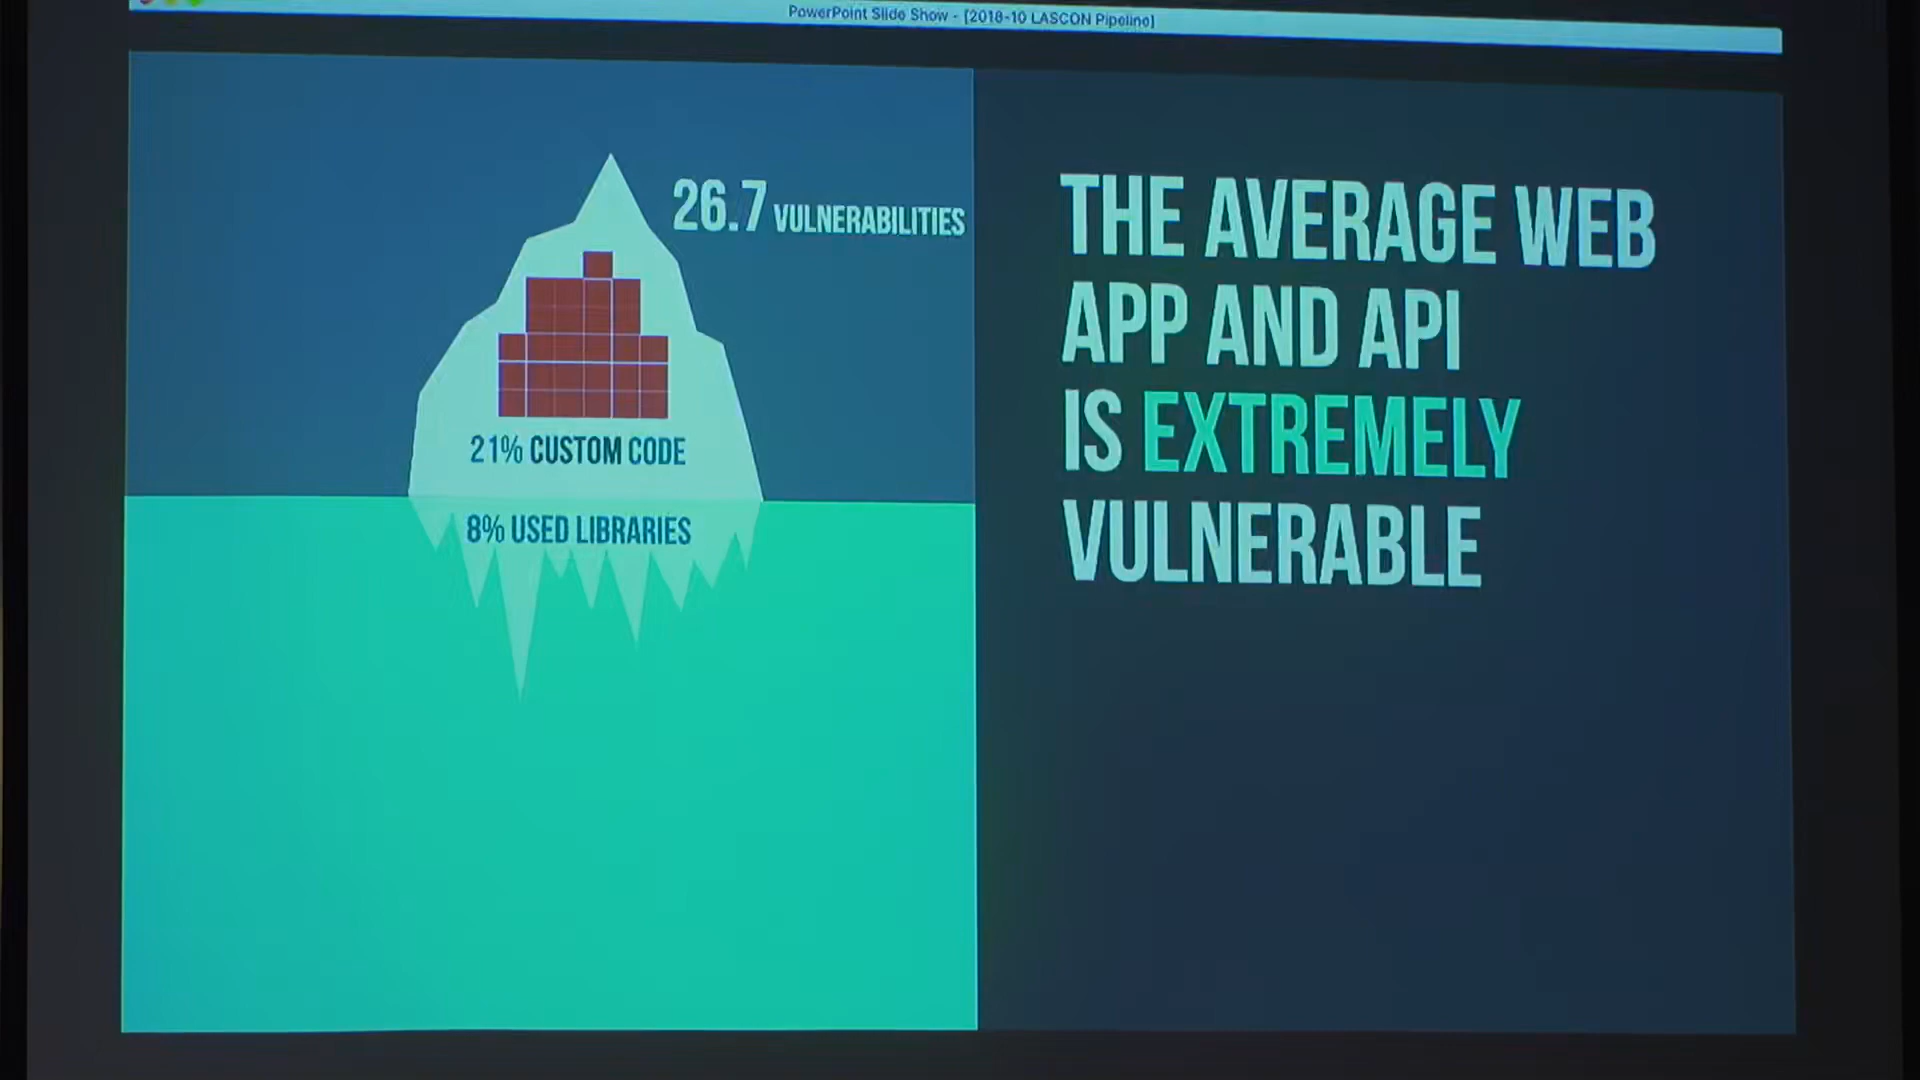 PowerPoint Slide Show - [2018-10 LASCON Pipeline]
26.7 VULNERABILITIES
21% CUSTOM CODE
8% USED LIBRARIES
THE AVERAGE WEB
APP AND API
IS EXTREMELY
VULNERABLE